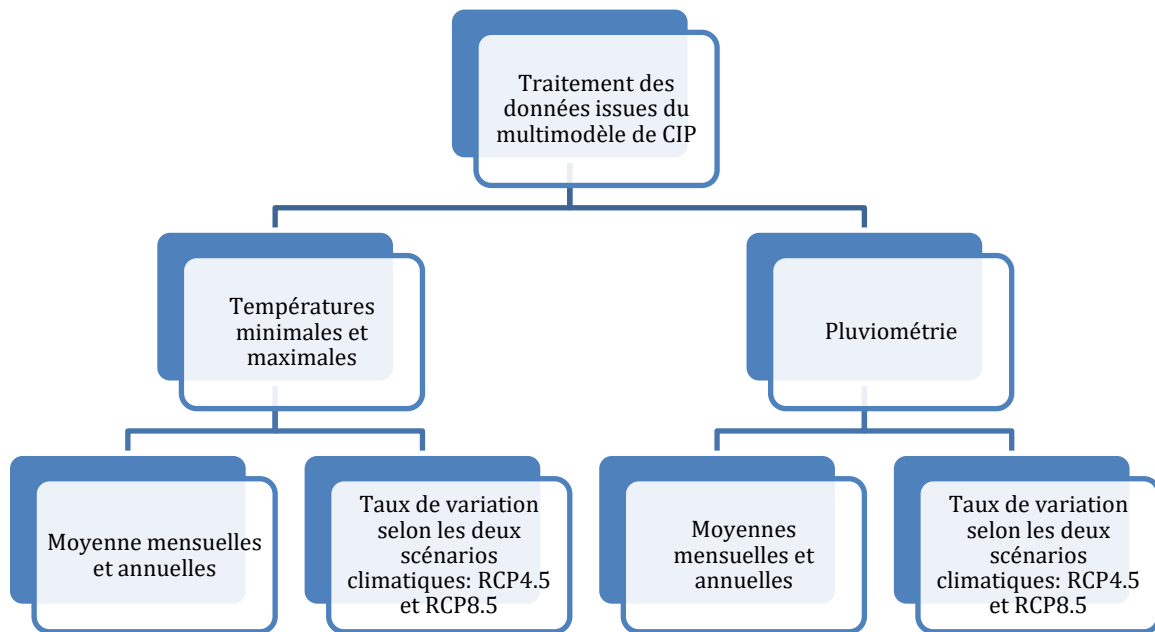 Traitement des
données issues du
multimodèle de CIP
Températures
minimales et
maximales
Pluviométrie
Moyenne mensuelles
et annuelles
Taux de variation
selon les deux
scénarios
climatiques: RCP4.5
et RCP8.5
Moyennes
mensuelles et
annuelles
Taux de variation
selon les deux
scénarios
climatiques: RCP4.5
et RCP8.5